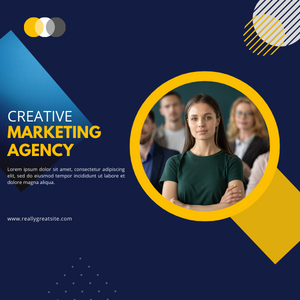 CREATIVE
MARKETING
AGENCY
Lorem ipsum dolor sit amet, consectetur adipiscing
elit, sed do eiusmod tempor incididunt ut labore et
dolore magna aliqua.
www.reallygreatsite.com